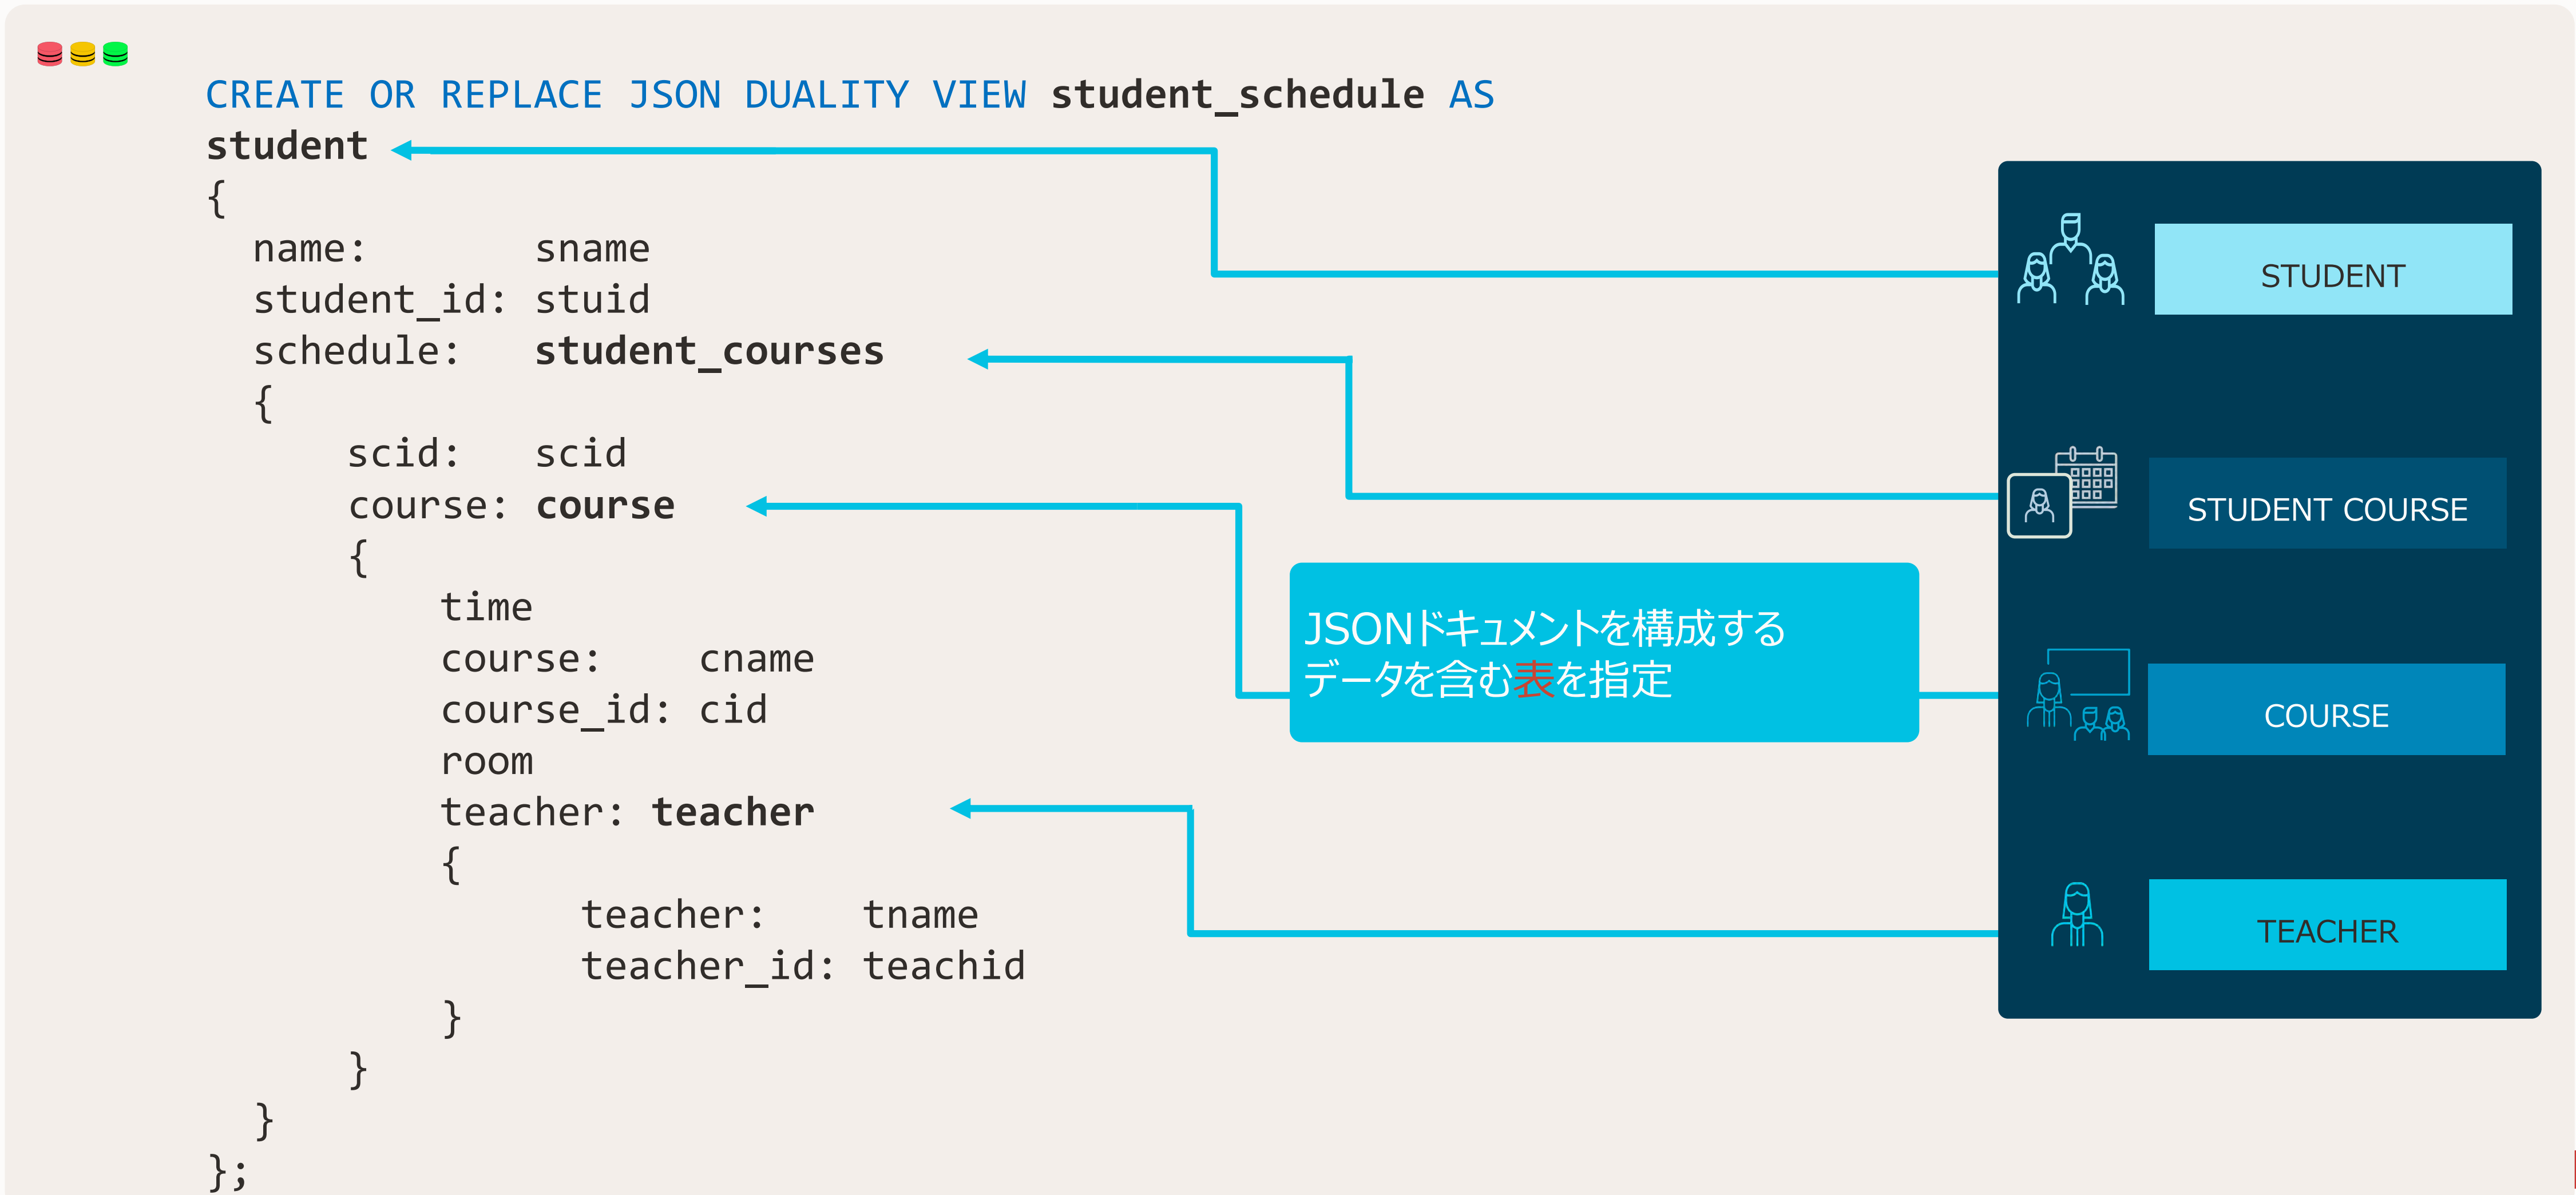 CREATE OR REPLACE JSON DUALITY VIEW student_schedule AS
student
{
name: sname
student_id: stuid
schedule: student_courses
{
scid: scid
course: course
{
time
course: cname
course_id: cid
room
teacher: teacher
{
teacher: tname
teacher_id: teachid
}
}
}
};
JSONドキュメントを構成する
データを含む表を指定
STUDENT
STUDENT COURSE
COURSE
TEACHER